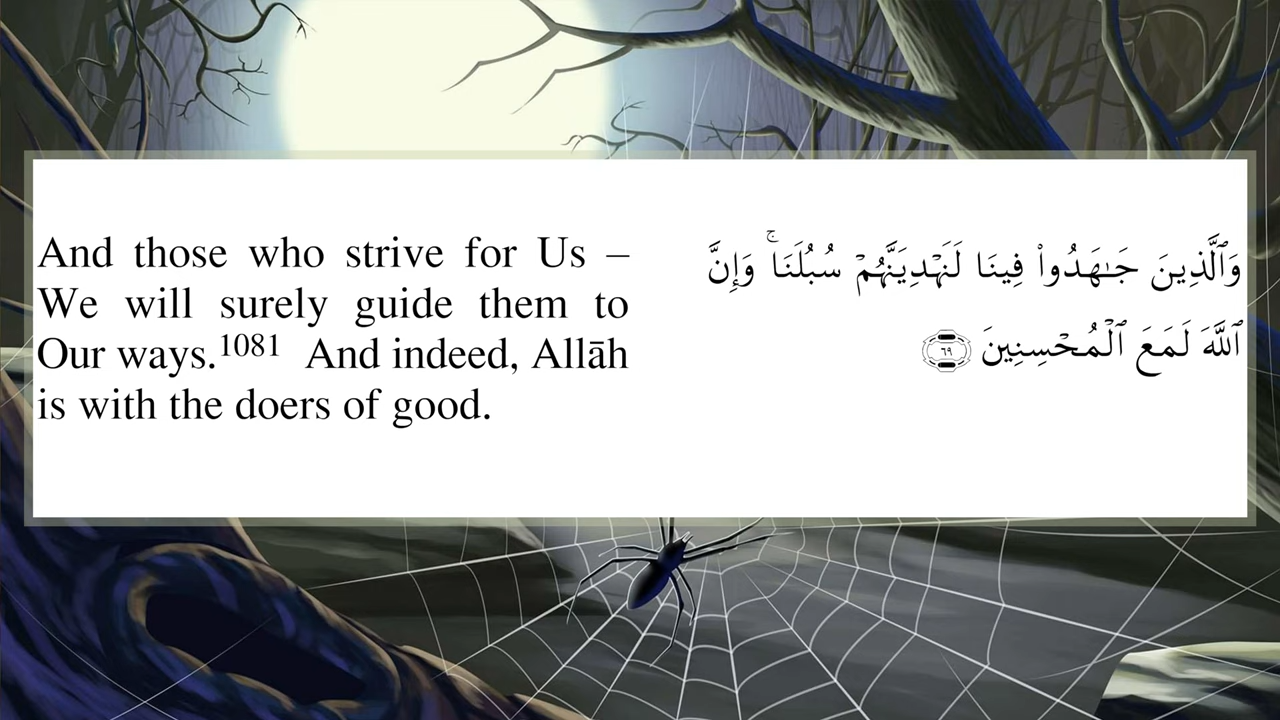 And those who strive for Us –
We will surely guide them to
Our ways.1081 And indeed, Allāh
is with the doers of good.
وَٱلَّذِينَ جَـٰهَدُوا۟ فِينَا لَنَهْدِيَنَّهُمْ سُبُلَنَا ۚ وَإِنَّ
ٱللَّهَ لَمَعَ ٱلْمُحْسِنِينَ ٦٩